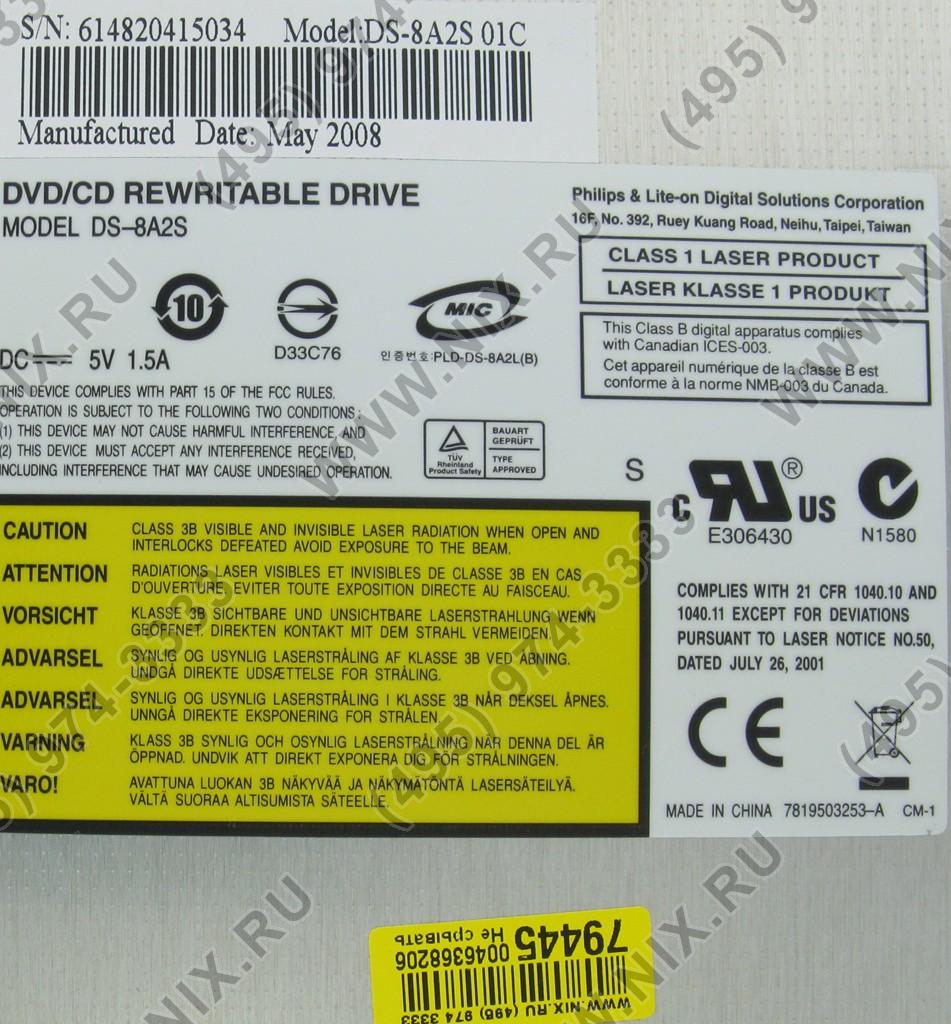 S/N: 614820415034 Model:DS-8A2S 01C
Manufactured Date: May 2008
DVD/CD REWRITABLE DRIVE
MODEL DS-8A2S
Philips & Lite-on Digital Solutions Corporation
16F, No. 392, Ruey Kuang Road, Neihu, Taipei, Taiwan
CLASS 1 LASER PRODUCT
LASER KLASSE 1 PRODUKT
10
D33C76
MIC
인증번호:PLD-DS-8A2L(B)
DC 5V 1.5A
This Class B digital apparatus complies
with Canadian ICES-003.
Cet appareil numérique de la classe B est
conforme à la norme NMB-003 du Canada.
THIS DEVICE COMPLIES WITH PART 15 OF THE FCC RULES.
OPERATION IS SUBJECT TO THE FOLLOWING TWO CONDITIONS:
(1) THIS DEVICE MAY NOT CAUSE HARMFUL INTERFERENCE, AND
(2) THIS DEVICE MUST ACCEPT ANY INTERFERENCE RECEIVED,
INCLUDING INTERFERENCE THAT MAY CAUSE UNDESIRED OPERATION.
TÜV
Rheinland
Product Safety
BAUART
GEPRÜFT
TYPE
APPROVED
S
C RU® US
E306430
N1580
COMPLIES WITH 21 CFR 1040.10 AND
1040.11 EXCEPT FOR DEVIATIONS
PURSUANT TO LASER NOTICE NO.50,
DATED JULY 26, 2001
CE
MADE IN CHINA 7819503253-A CM-1
CAUTION CLASS 3B VISIBLE AND INVISIBLE LASER RADIATION WHEN OPEN AND
INTERLOCKS DEFEATED AVOID EXPOSURE TO THE BEAM.
ATTENTION RADIATIONS LASER VISIBLES ET INVISIBLES DE CLASSE 3B EN CAS
D'OUVERTURE, EVITER TOUTE EXPOSITION DIRECTE AU FAISCEAU.
VORSICHT KLASSE 3B SICHTBARE UND UNSICHTBARE LASERSTRAHLUNG WENN
GEÖFFNET. DIREKTEN KONTAKT MIT DEM STRAHL VERMEIDEN.
ADVARSEL SYNLIG OG USYNLIG LASERSTRÅLING AF KLASSE 3B VED ABNING.
UNDGÅ DIREKTE UDSÆTTELSE FOR STRÅLING.
ADVARSEL SYNLIG OG USYNLIG LASERSTRÅLING I KLASSE 3B NÅR DEKSEL ÅPNES.
UNNGÅ DIREKTE EKSPONERING FOR STRÅLEN.
VARNING KLASS 3B SYNLIG OCH OSYNLIG LASERSTRÅLNING NÄR DENNA DEL ÄR
ÖPPNAD. UNDVIK ATT DIREKT EXPONERA DIG FÖR STRÅLNINGEN.
VARO! AVATTUNA LUOKAN 3B NÄKYVÄÄ JA NÄKYMÄTÖNTÄ LASERSÄTEILYÄ.
VÄLTÄ SUORAA ALTISUMISTA SÄTEELLE.
WWW.NIX.RU (495) 974 3333
79445 0046368206
Не срывать
WWW.NIX.RU
(495) 974-3333